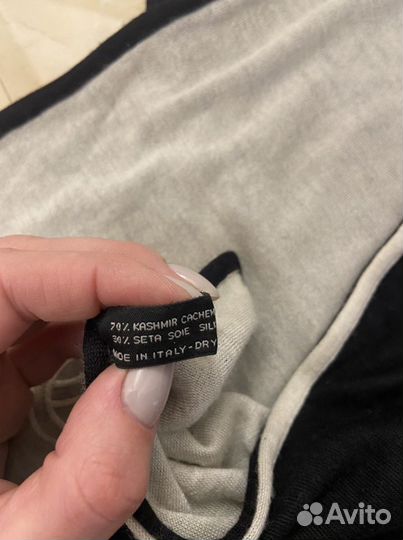 70% KASHMIR CACHEM
30% SETA SOIE SIL
MADE IN ITALY-DRY
Avito